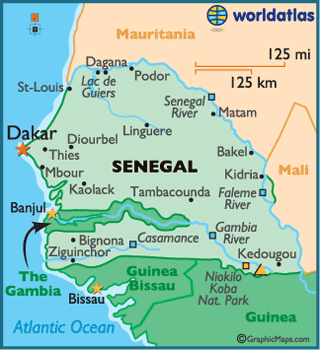 worldatlas
Mauritania
125 mi
125 km
Dagana
Podor
Lac de
Guiers
St-Louis
Senegal
River
Matam
Linguere
Dakar
Diourbel
Thies
Mbour
SENEGAL
Bakel
Mali
Kidria
Kaolack
Tambacounda
Faleme
River
Banjul
Gambia
River
Bignona
Casamance
Ziguinchor
Kedougou
The
Gambia
Guinea
Bissau
Niokilo
Koba
Nat. Park
Bissau
Guinea
Atlantic Ocean
©GraphicMaps.com